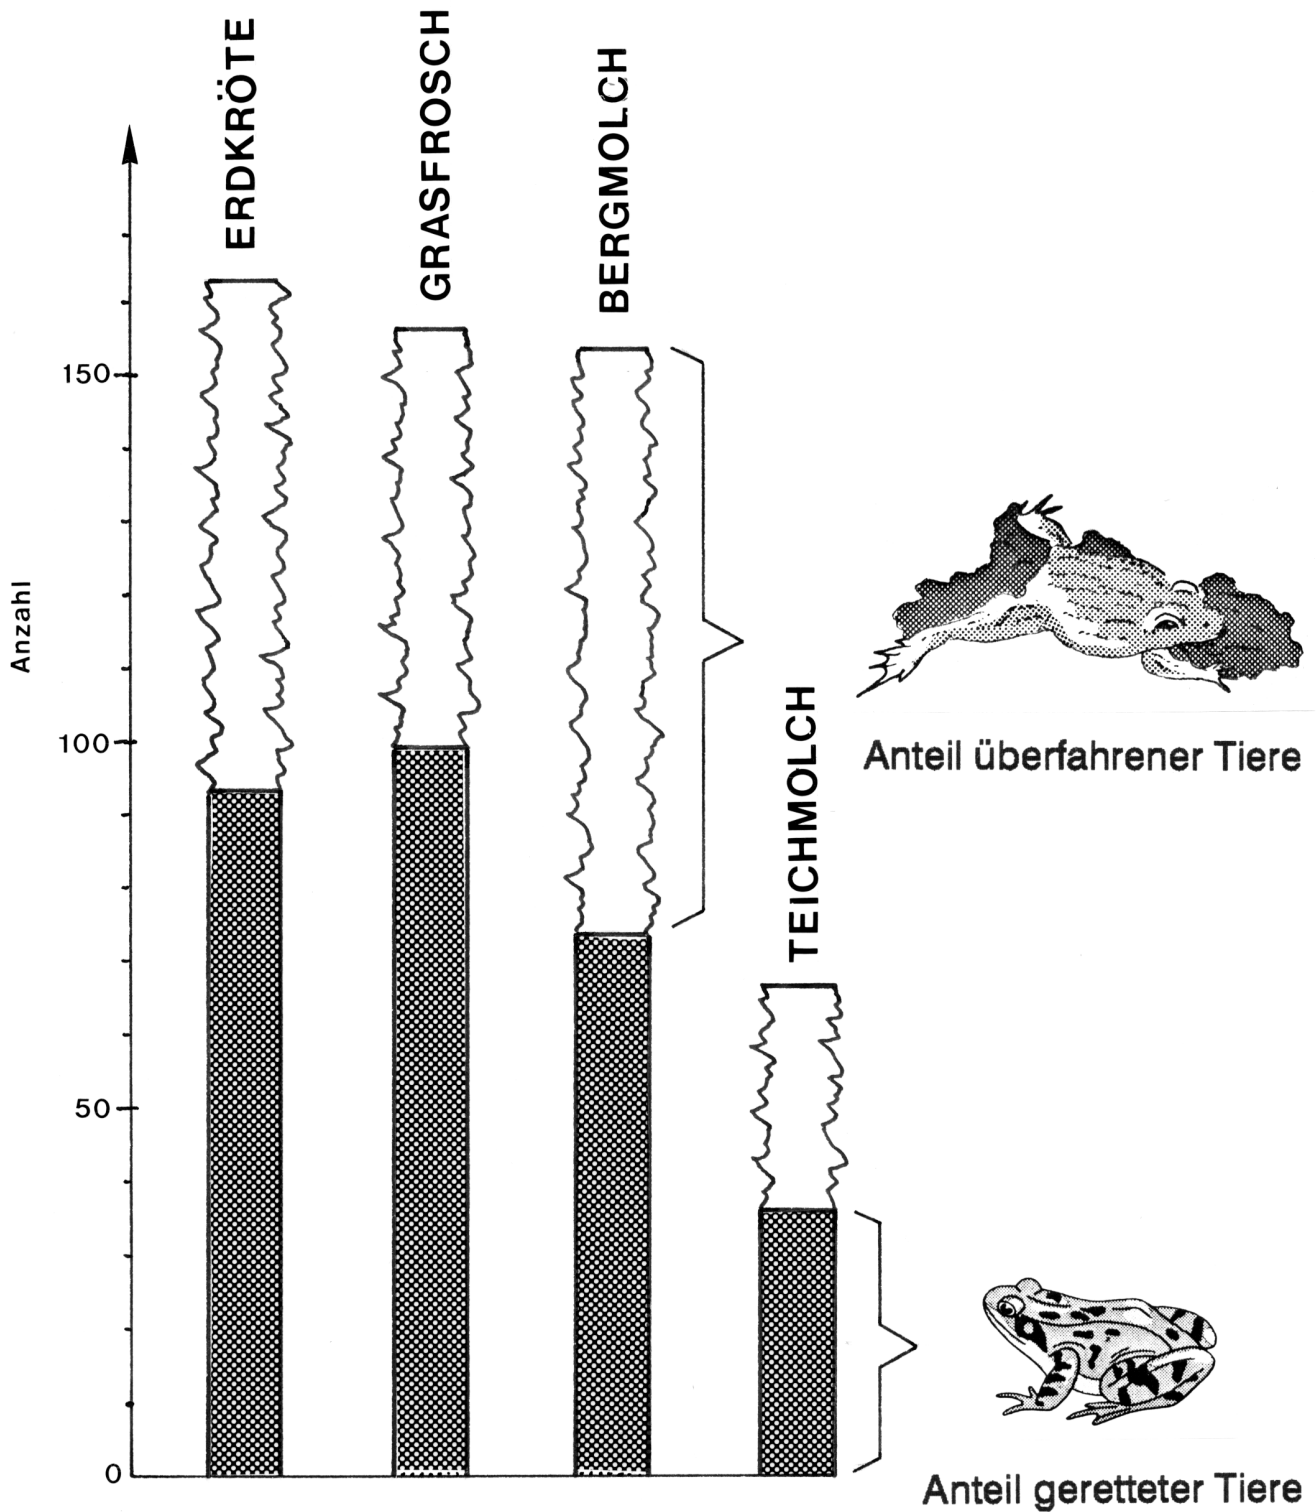 ERDKRÖTE
GRASFROSCH
BERGMOLCH
TEICHMOLCH
Anzahl
150
100
50
0
Anteil überfahrener Tiere
Anteil geretteter Tiere